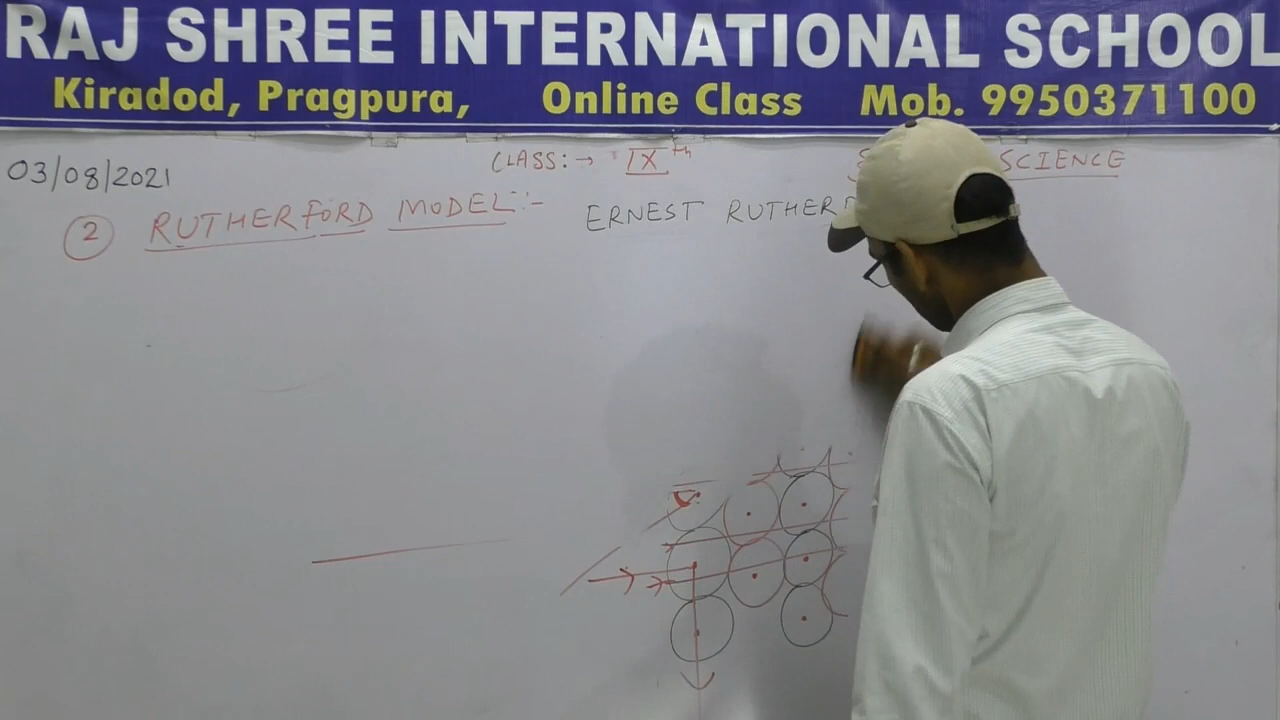 RAJ SHREE INTERNATIONAL SCHOOL
Kiradod, Pragpura, Online Class Mob. 9950371100
03/08/2021 CLASS:→ IXth SCIENCE
2 RUTHERFORD MODEL:- ERNEST